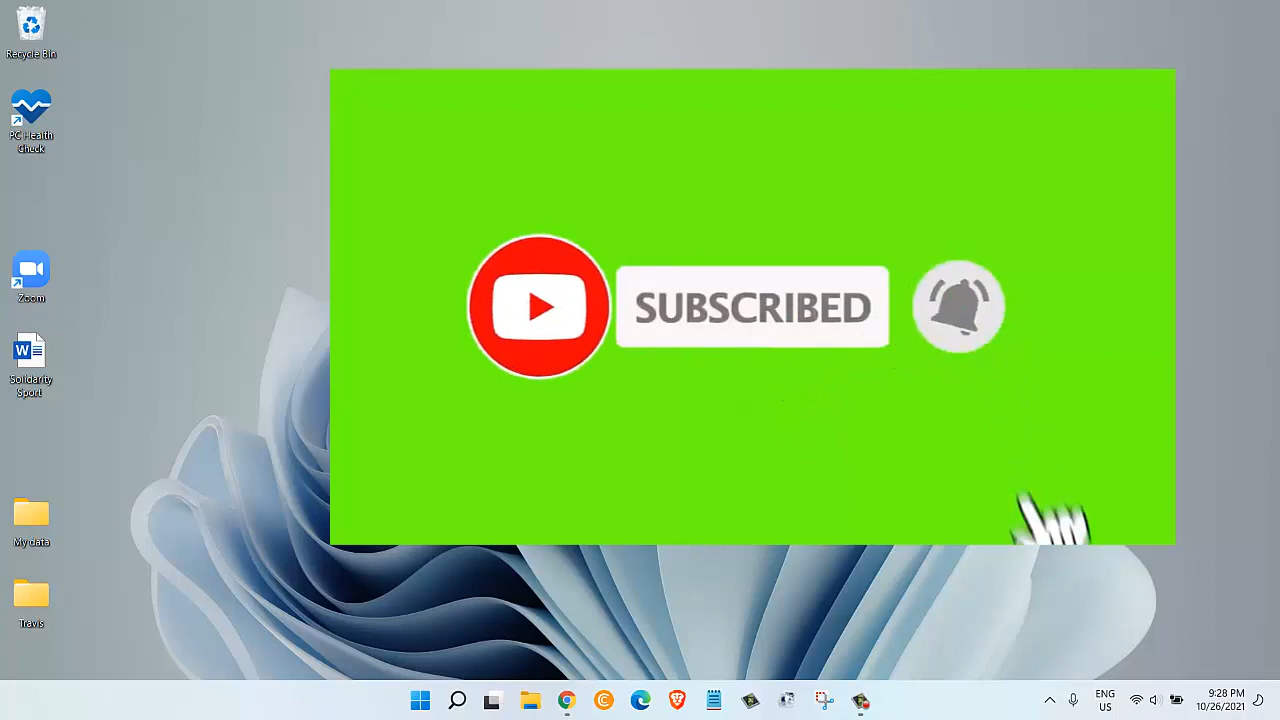 Recycle Bin
PC Health
Check
Zoom
Solidarity
Sport
My data
Travis
SUBSCRIBED
ENG
US
9:28 PM
10/26/2021